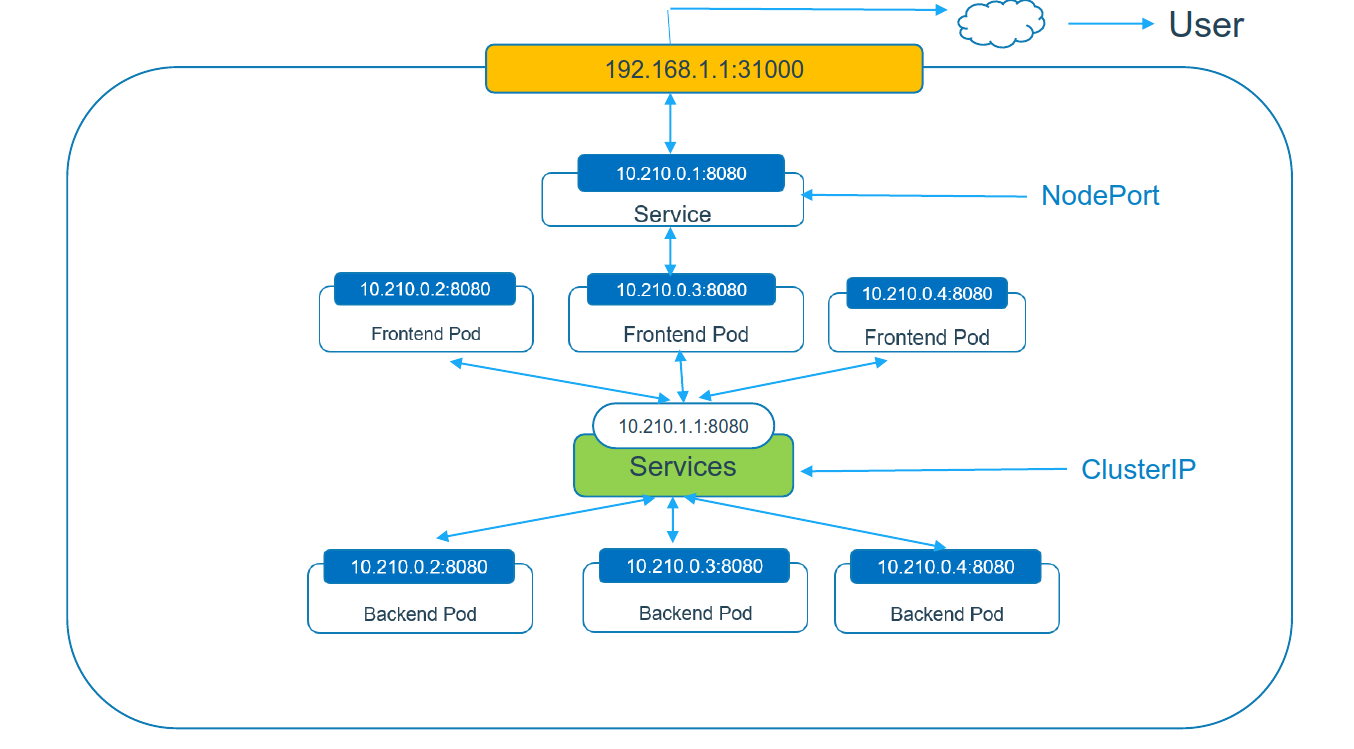 User
192.168.1.1:31000
10.210.0.1:8080
Service
NodePort
10.210.0.2:8080
Frontend Pod
10.210.0.3:8080
Frontend Pod
10.210.0.4:8080
Frontend Pod
10.210.1.1:8080
Services
ClusterIP
10.210.0.2:8080
Backend Pod
10.210.0.3:8080
Backend Pod
10.210.0.4:8080
Backend Pod